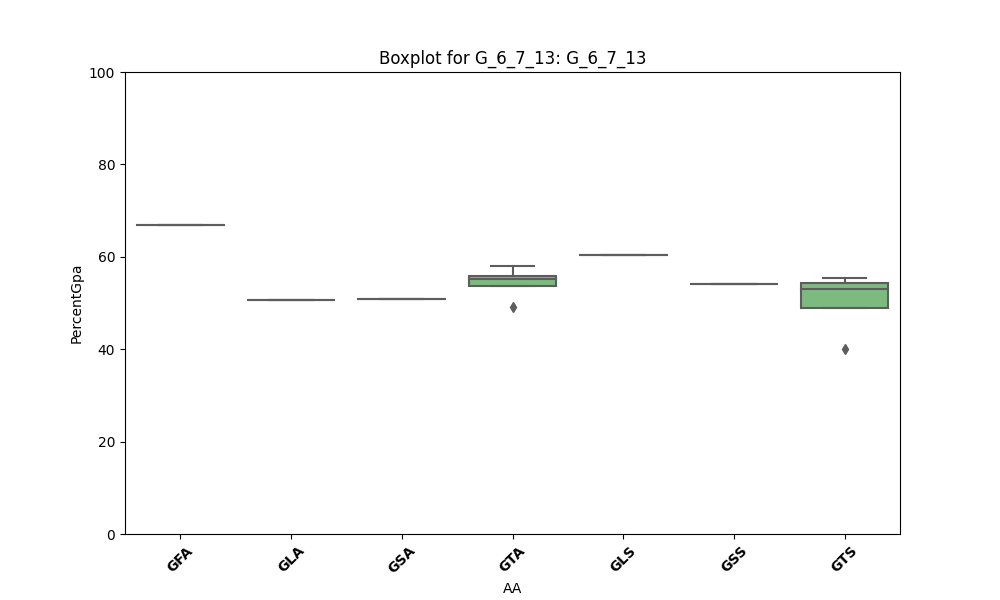 Boxplot for G_6_7_13: G_6_7_13
100
80
60
40
20
0
PercentGpa
GFA
GLA
GSA
GTA
GLS
GSS
GTS
AA